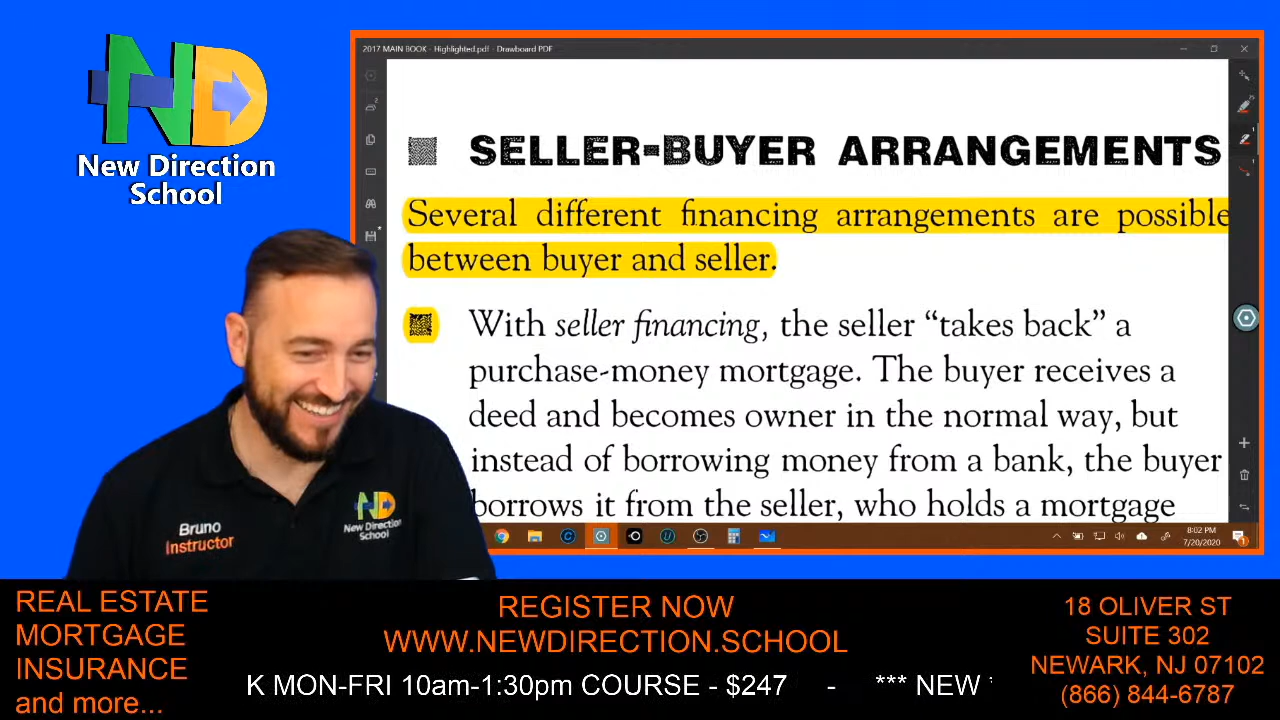 ND
New Direction
School
2017 MAIN BOOK - Highlighted.pdf - Drawboard PDF
SELLER-BUYER ARRANGEMENTS
Several different financing arrangements are possible
between buyer and seller.
With seller financing, the seller “takes back” a
purchase-money mortgage. The buyer receives a
deed and becomes owner in the normal way, but
instead of borrowing money from a bank, the buyer
borrows it from the seller, who holds a mortgage
8:02 PM
7/20/2020
Bruno
Instructor
ND
New Direction
School
REAL ESTATE
MORTGAGE
INSURANCE
and more...
REGISTER NOW
WWW.NEWDIRECTION.SCHOOL
K MON-FRI 10am-1:30pm COURSE - $247 - *** NEW
18 OLIVER ST
SUITE 302
NEWARK, NJ 07102
(866) 844-6787